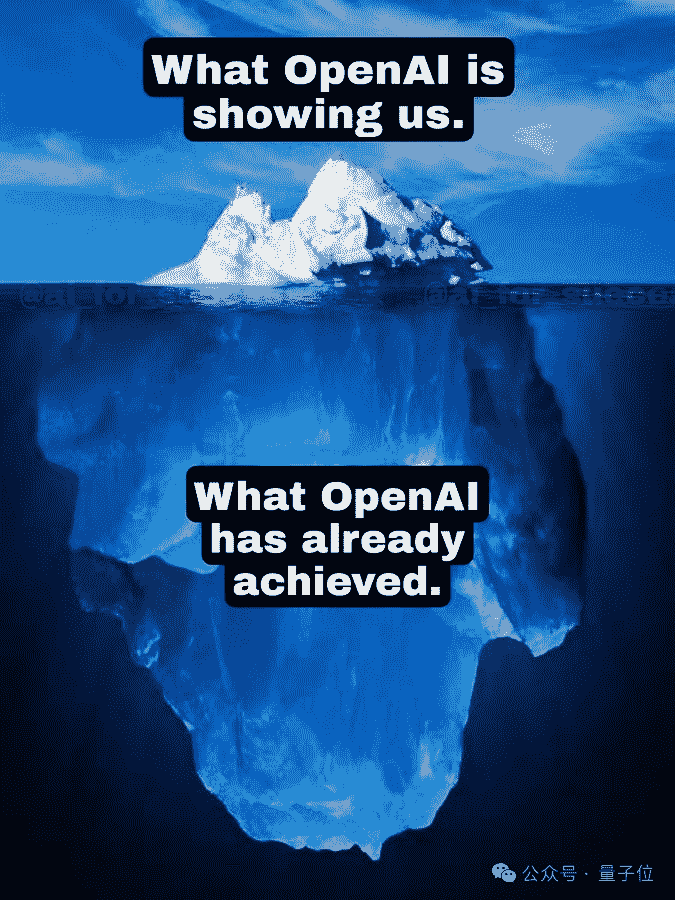 What OpenAI is
showing us.
What OpenAI
has already
achieved.
公众号 · 量子位